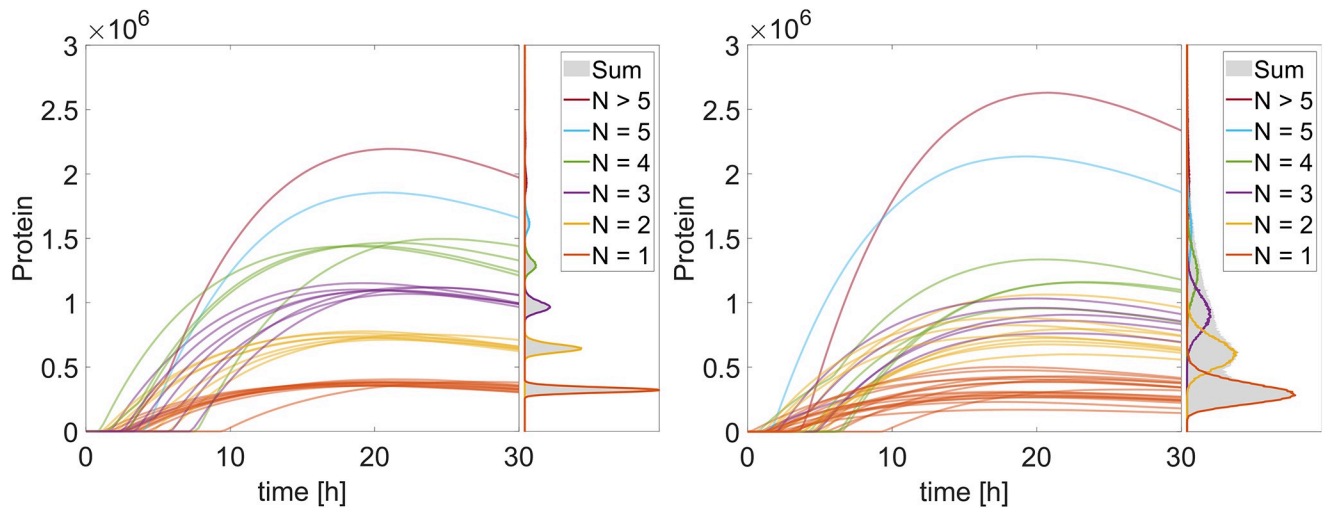 ×10^6
3
2.5
2
1.5
1
0.5
0
Protein
0 10 20 30
time [h]
Sum
N > 5
N = 5
N = 4
N = 3
N = 2
N = 1
×10^6
3
2.5
2
1.5
1
0.5
0
Protein
0 10 20 30
time [h]
Sum
N > 5
N = 5
N = 4
N = 3
N = 2
N = 1